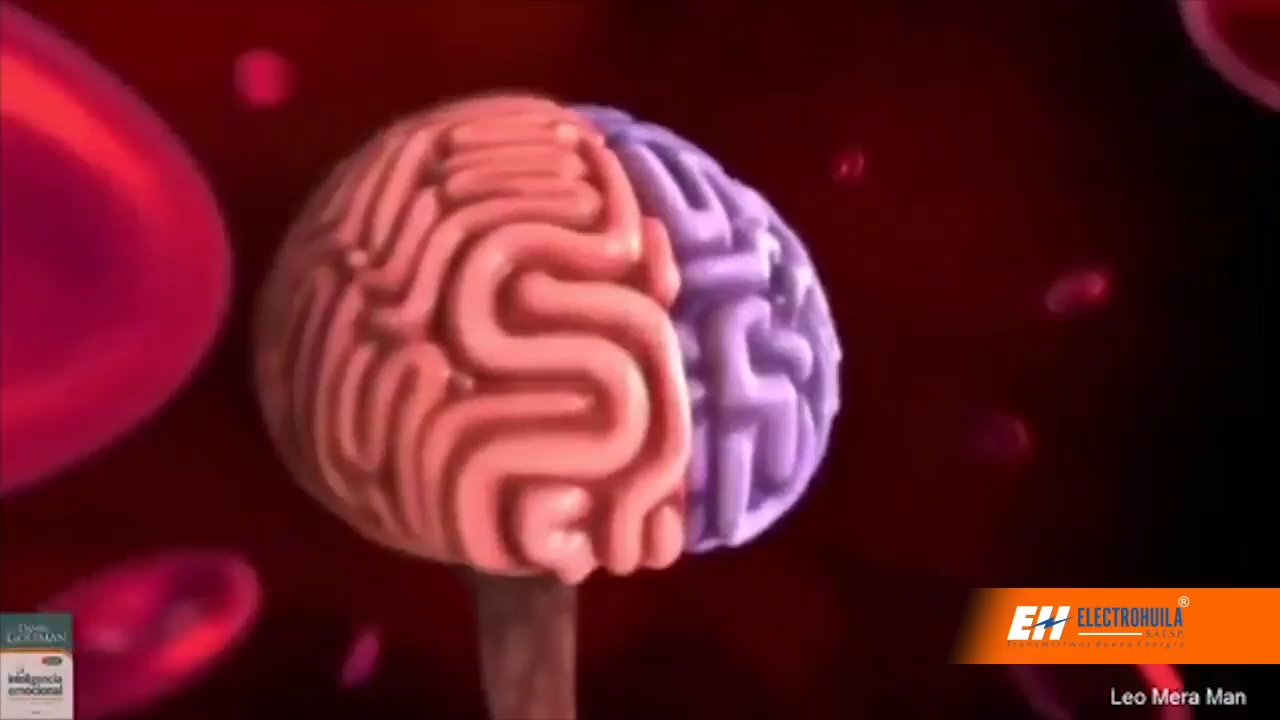 DANIEL
GOLEMAN
La
inteligencia
emocional
EH ELECTROHUILA®
S.A.E.S.P.
Transmitimos Buena Energía
Leo Mera Man